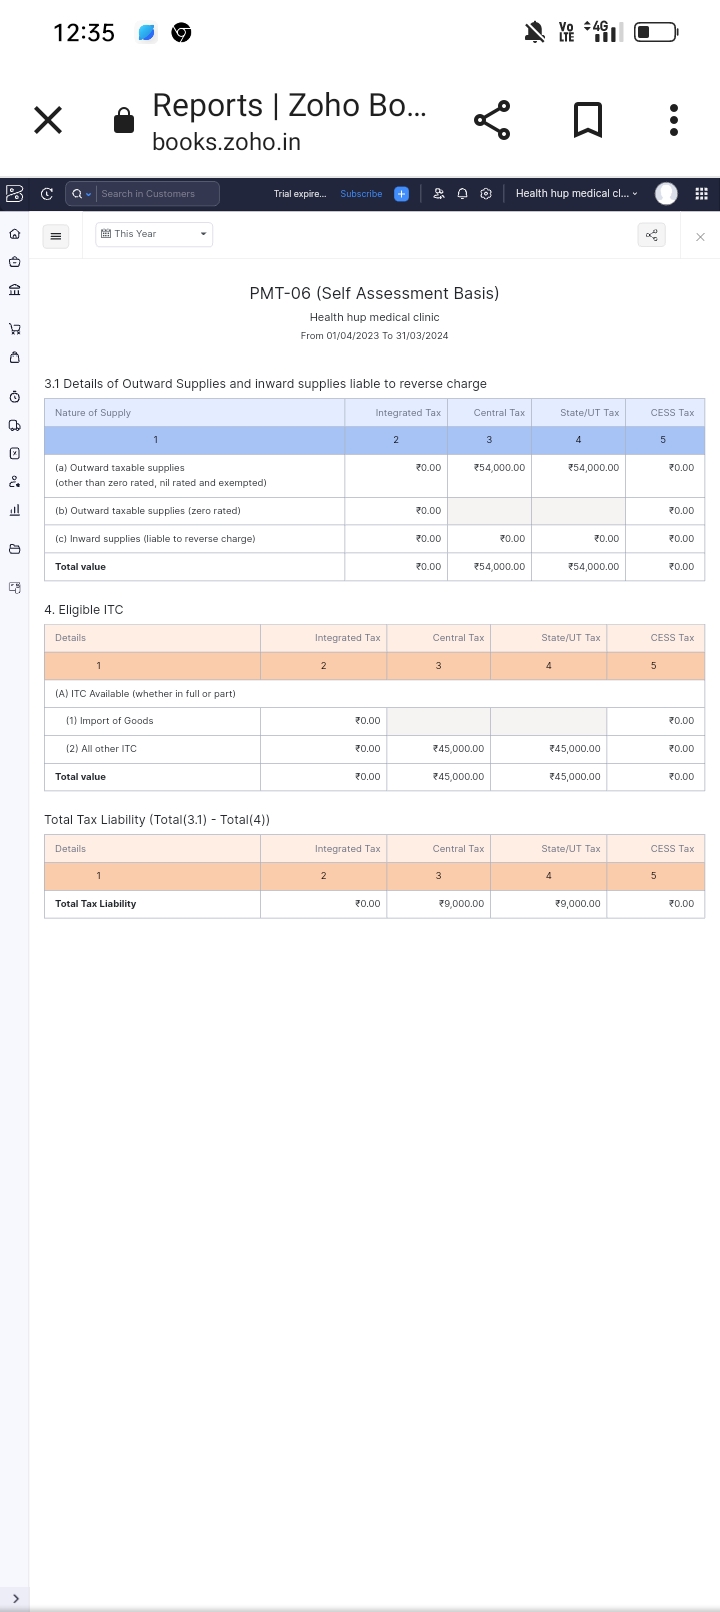 12:35
Vo
LTE
4G
Reports | Zoho Bo...
books.zoho.in
Search in Customers
Trial expire...
Subscribe
Health hup medical cl...
This Year
PMT-06 (Self Assessment Basis)
Health hup medical clinic
From 01/04/2023 To 31/03/2024
3.1 Details of Outward Supplies and inward supplies liable to reverse charge
Nature of Supply Integrated Tax Central Tax State/UT Tax CESS Tax
1 2 3 4 5
(a) Outward taxable supplies ₹0.00 ₹54,000.00 ₹54,000.00 ₹0.00
(other than zero rated, nil rated and exempted)
(b) Outward taxable supplies (zero rated) ₹0.00 ₹0.00
(c) Inward supplies (liable to reverse charge) ₹0.00 ₹0.00 ₹0.00 ₹0.00
Total value ₹0.00 ₹54,000.00 ₹54,000.00 ₹0.00
4. Eligible ITC
Details Integrated Tax Central Tax State/UT Tax CESS Tax
1 2 3 4 5
(A) ITC Available (whether in full or part)
(1) Import of Goods ₹0.00 ₹0.00
(2) All other ITC ₹0.00 ₹45,000.00 ₹45,000.00 ₹0.00
Total value ₹0.00 ₹45,000.00 ₹45,000.00 ₹0.00
Total Tax Liability (Total(3.1) - Total(4))
Details Integrated Tax Central Tax State/UT Tax CESS Tax
1 2 3 4 5
Total Tax Liability ₹0.00 ₹9,000.00 ₹9,000.00 ₹0.00